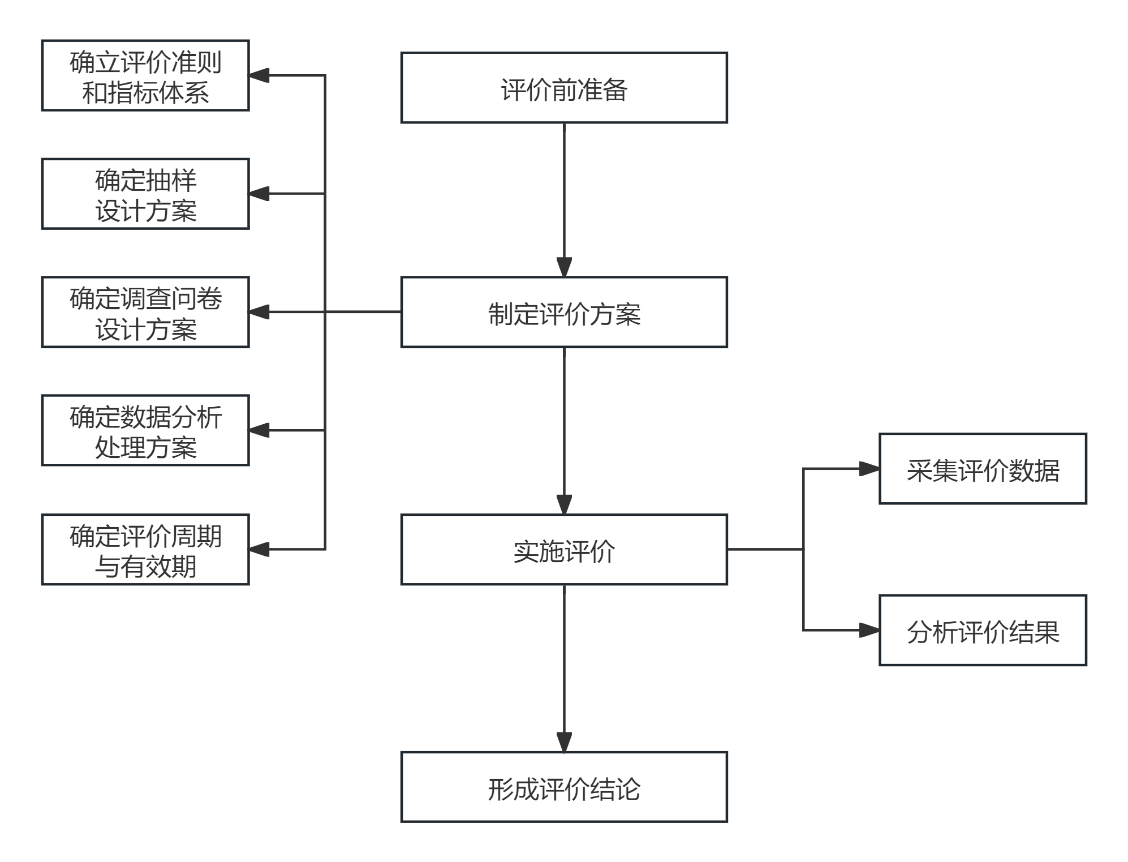 确立评价准则
和指标体系
评价前准备
确定抽样
设计方案
确定调查问卷
设计方案
制定评价方案
确定数据分析
处理方案
采集评价数据
确定评价周期
与有效期
实施评价
分析评价结果
形成评价结论